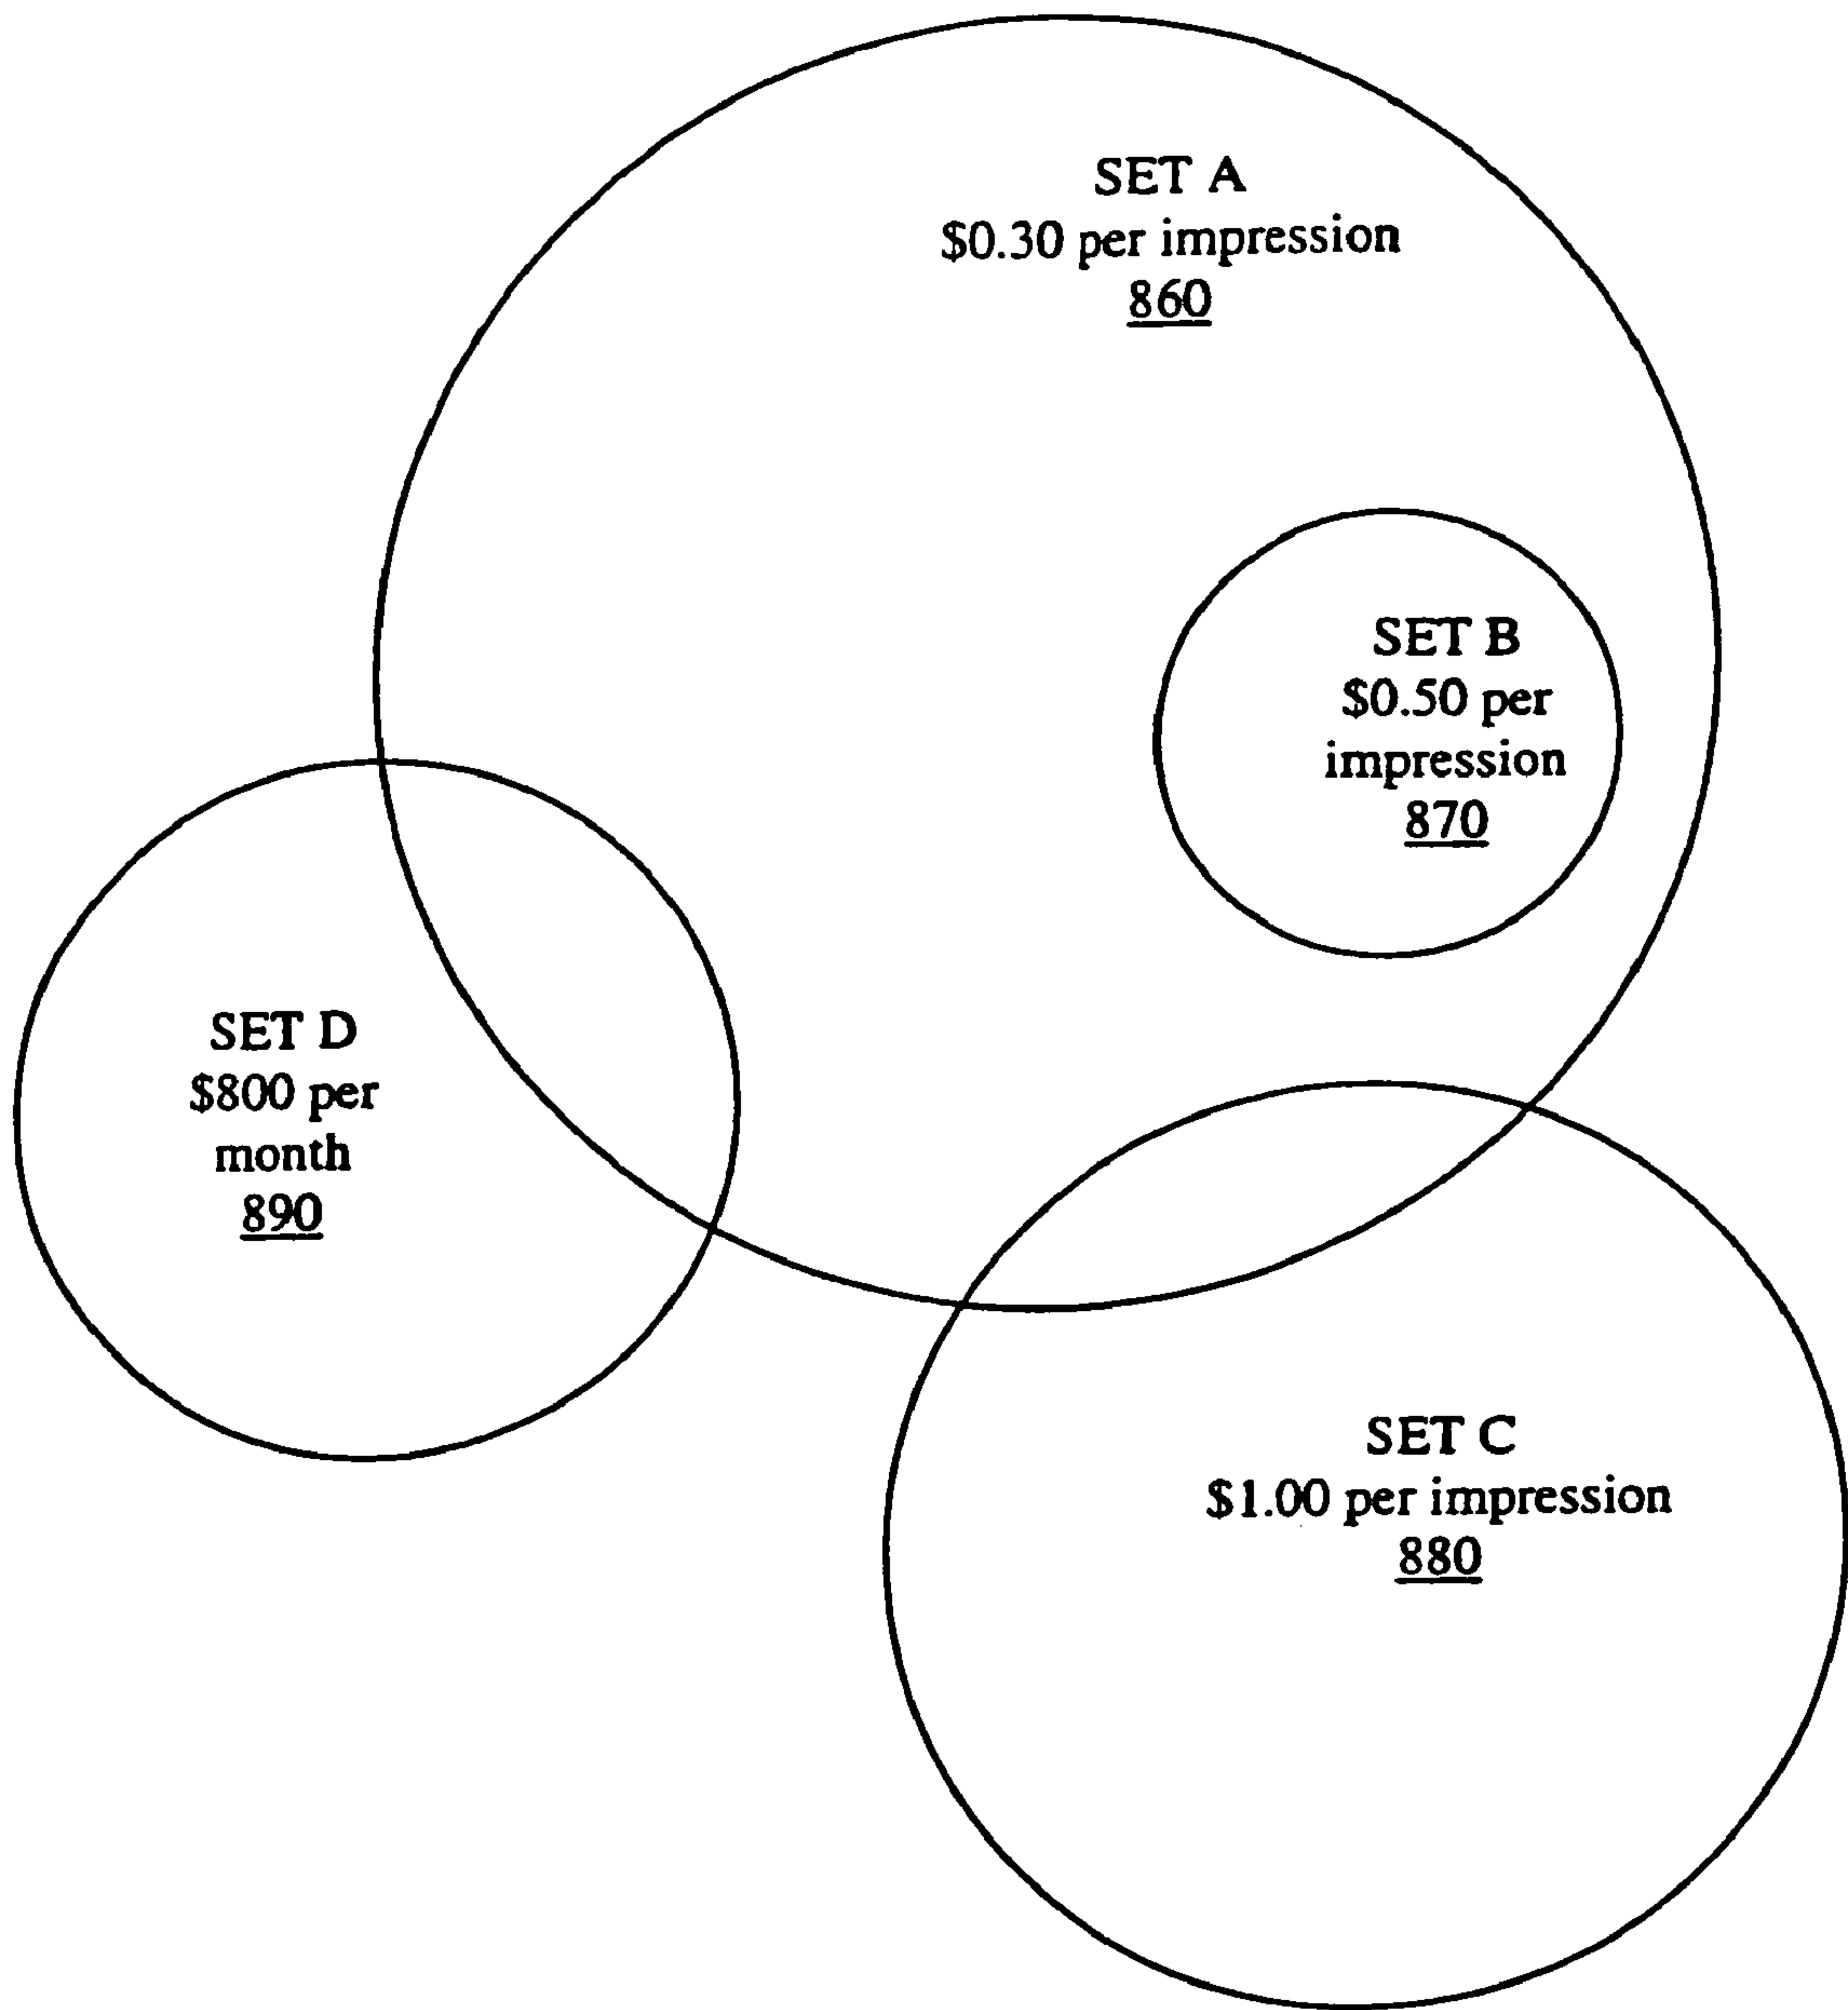 SET A
$0.30 per impression
860
SET B
$0.50 per
impression
870
SET D
$800 per
month
890
SET C
$1.00 per impression
880